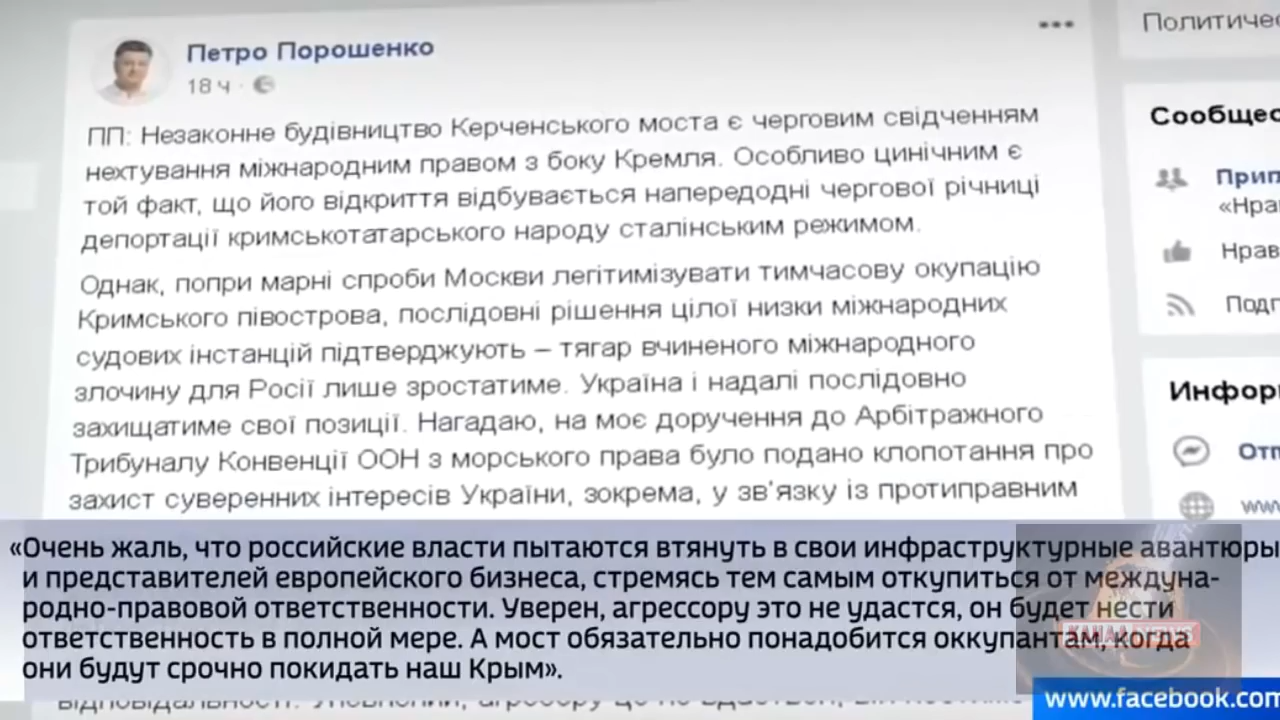 Петро Порошенко
18 ч ·
ПП: Незаконне будівництво Керченського моста є черговим свідченням
нехтування міжнародним правом з боку Кремля. Особливо цинічним є
той факт, що його відкриття відбувається напередодні чергової річниці
депортації кримськотатарського народу сталінським режимом.
Однак, попри марні спроби Москви легітимізувати тимчасову окупацію
Кримського півострова, послідовні рішення цілої низки міжнародних
судових інстанцій підтверджують – тягар вчиненого міжнародного
злочину для Росії лише зростатиме. Україна і надалі послідовно
захищатиме свої позиції. Нагадаю, на моє доручення до Арбітражного
Трибуналу Конвенції ООН з морського права було подано клопотання про
захист суверенних інтересів України, зокрема, у зв'язку із протиправним
Политичес
Сообщес
Прип
«Нра
Нрав
Подп
Информ
Отп
www
«Очень жаль, что российские власти пытаются втянуть в свои инфраструктурные авантюры
и представителей европейского бизнеса, стремясь тем самым откупиться от междуна-
родно-правовой ответственности. Уверен, агрессору это не удастся, он будет нести
ответственность в полной мере. А мост обязательно понадобится оккупантам, когда
они будут срочно покидать наш Крым».
КАНАЛ NEWS
www.facebook.com